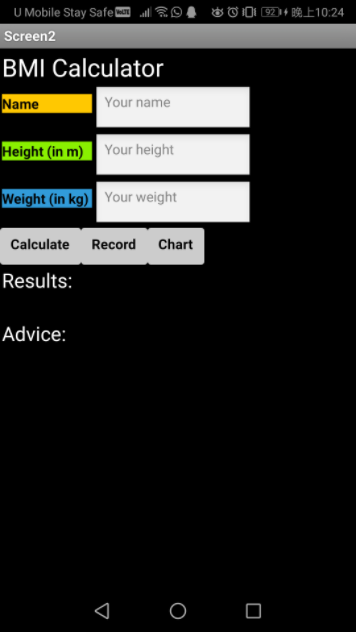 U Mobile Stay Safe VoLTE 92 晚上10:24
Screen2
BMI Calculator
Name Your name
Height (in m) Your height
Weight (in kg) Your weight
Calculate Record Chart
Results:
Advice: